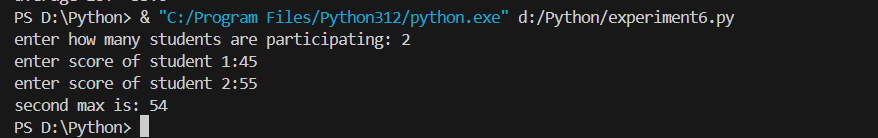 PS D:\Python> & "C:/Program Files/Python312/python.exe" d:/Python/experiment6.py
enter how many students are participating: 2
enter score of student 1:45
enter score of student 2:55
second max is: 54
PS D:\Python>